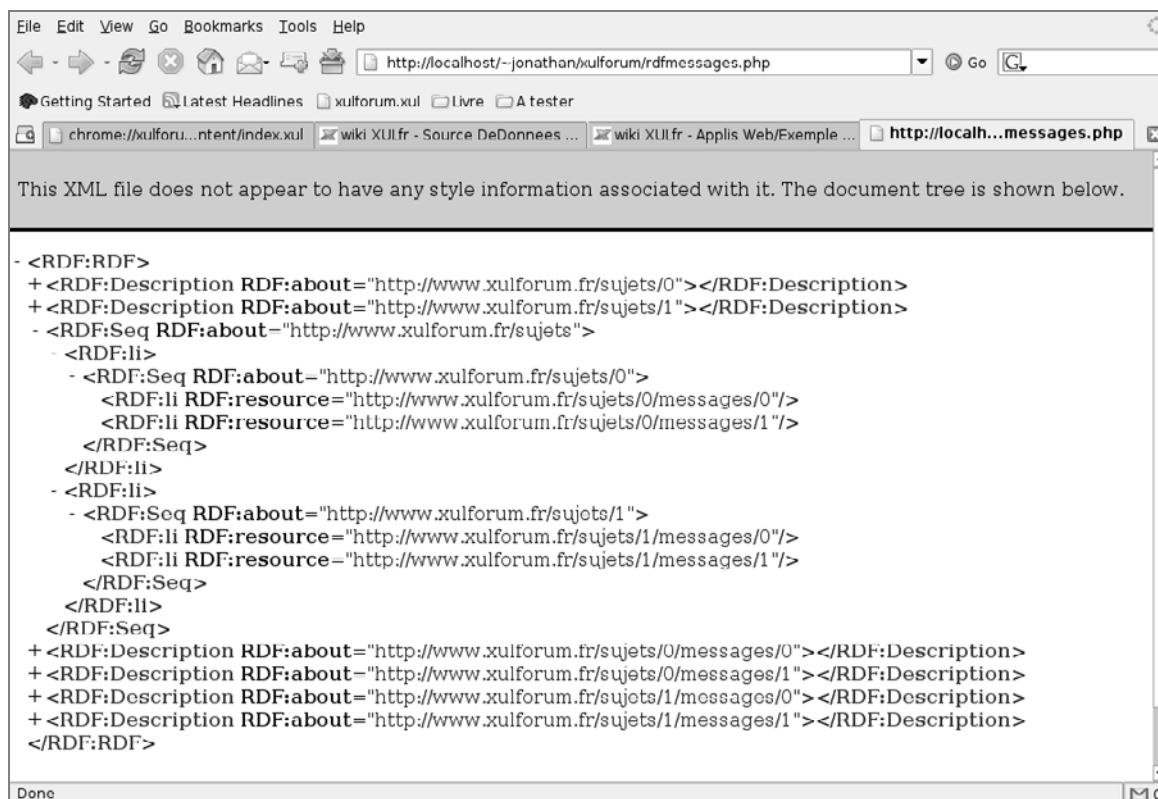 File Edit View Go Bookmarks Tools Help
http://localhost/~jonathan/xulforum/rdfmessages.php Go G
Getting Started Latest Headlines xulforum.xul Livre A tester
chrome://xulforu...ntent/index.xul wiki XULfr - Source DeDonnees ... wiki XULfr - Applis Web/Exemple ... http://localh...messages.php
This XML file does not appear to have any style information associated with it. The document tree is shown below.
- <RDF:RDF>
+ <RDF:Description RDF:about="http://www.xulforum.fr/sujets/0"></RDF:Description>
+ <RDF:Description RDF:about="http://www.xulforum.fr/sujets/1"></RDF:Description>
- <RDF:Seq RDF:about="http://www.xulforum.fr/sujets">
- <RDF:li>
- <RDF:Seq RDF:about="http://www.xulforum.fr/sujets/0">
<RDF:li RDF:resource="http://www.xulforum.fr/sujets/0/messages/0"/>
<RDF:li RDF:resource="http://www.xulforum.fr/sujets/0/messages/1"/>
</RDF:Seq>
</RDF:li>
- <RDF:li>
- <RDF:Seq RDF:about="http://www.xulforum.fr/sujets/1">
<RDF:li RDF:resource="http://www.xulforum.fr/sujets/1/messages/0"/>
<RDF:li RDF:resource="http://www.xulforum.fr/sujets/1/messages/1"/>
</RDF:Seq>
</RDF:li>
</RDF:Seq>
+ <RDF:Description RDF:about="http://www.xulforum.fr/sujets/0/messages/0"></RDF:Description>
+ <RDF:Description RDF:about="http://www.xulforum.fr/sujets/0/messages/1"></RDF:Description>
+ <RDF:Description RDF:about="http://www.xulforum.fr/sujets/1/messages/0"></RDF:Description>
+ <RDF:Description RDF:about="http://www.xulforum.fr/sujets/1/messages/1"></RDF:Description>
</RDF:RDF>
Done